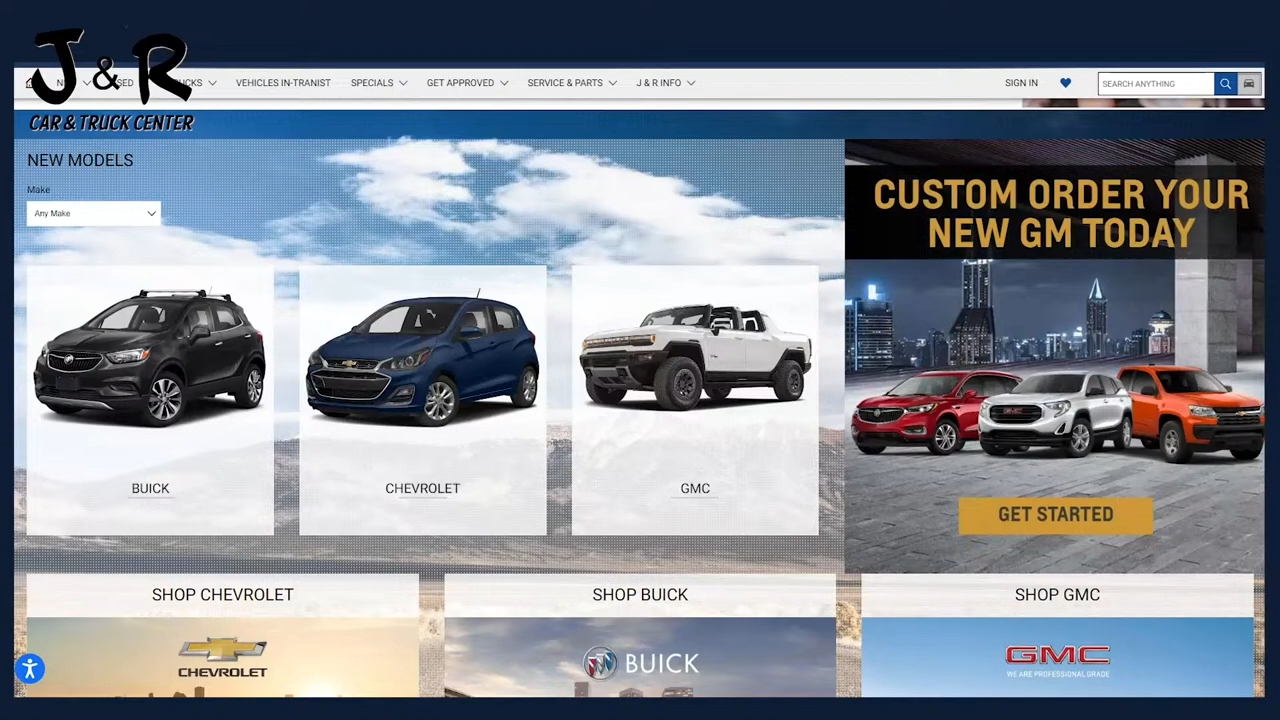 J & R
CAR & TRUCK CENTER
VEHICLES IN-TRANIST
SPECIALS
GET APPROVED
SERVICE & PARTS
J & R INFO
SIGN IN
SEARCH ANYTHING
NEW MODELS
Make
Any Make
BUICK
CHEVROLET
GMC
CUSTOM ORDER YOUR
NEW GM TODAY
GMC
GET STARTED
SHOP CHEVROLET
SHOP BUICK
SHOP GMC
CHEVROLET
BUICK
GMC
WE ARE PROFESSIONAL GRADE